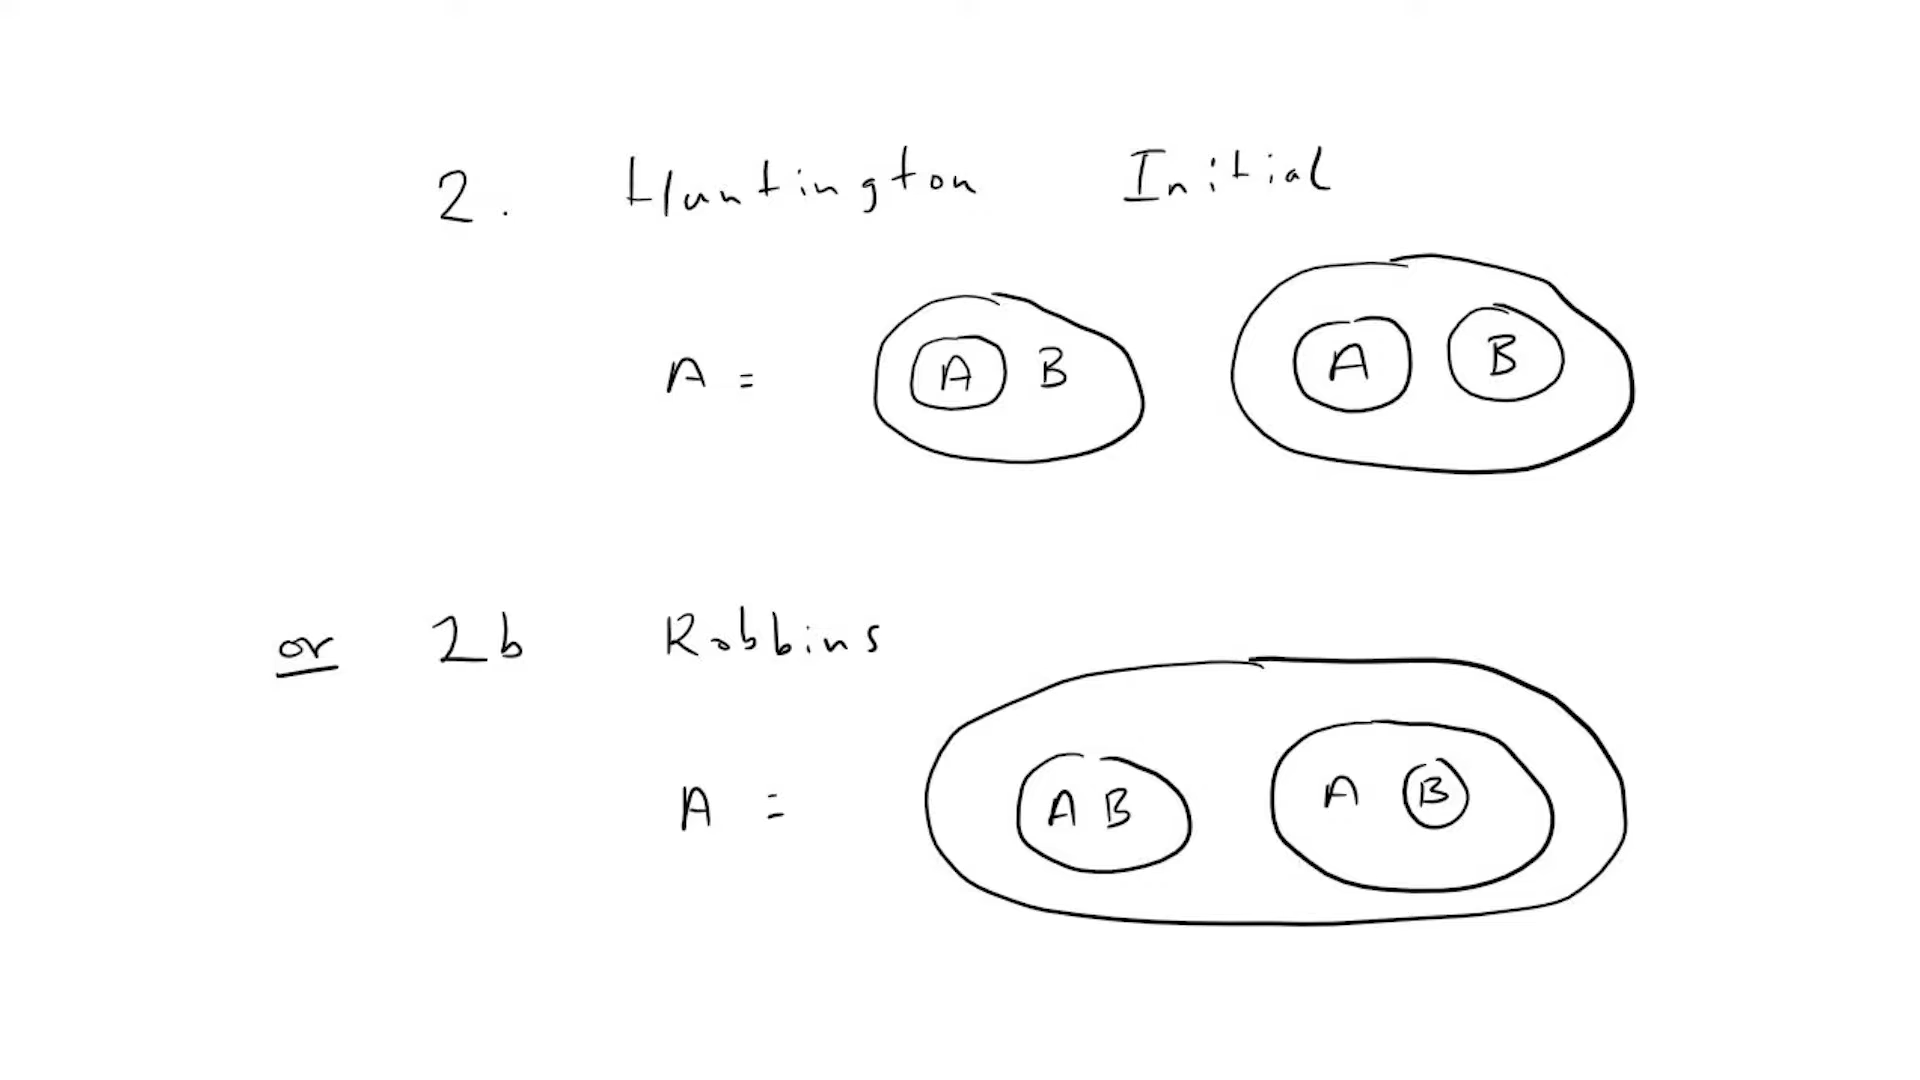 2. Huntington Initial
A = A B A B
or 2b Robbins
A = A B A B